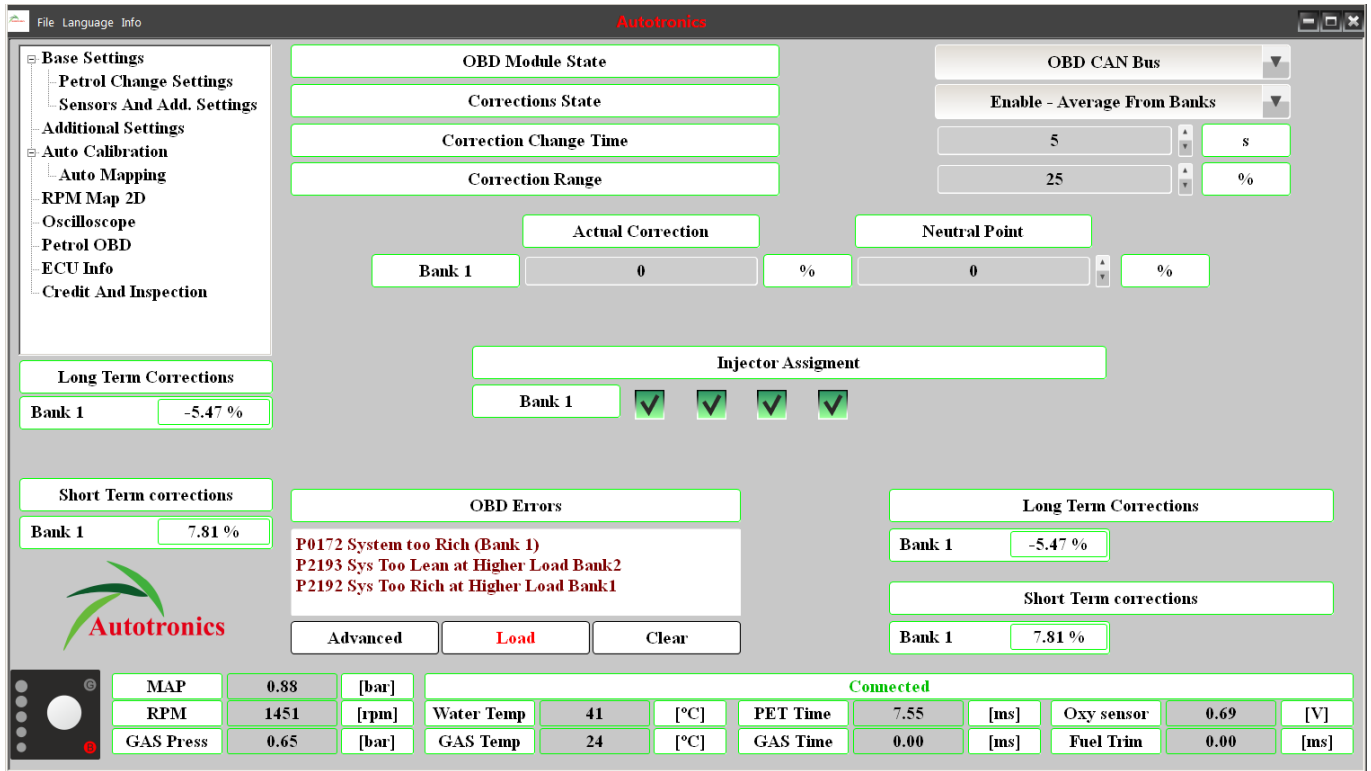 File Language Info
Autotronics
Base Settings
Petrol Change Settings
Sensors And Add. Settings
Additional Settings
Auto Calibration
Auto Mapping
RPM Map 2D
Oscilloscope
Petrol OBD
ECU Info
Credit And Inspection
OBD Module State OBD CAN Bus
Corrections State Enable - Average From Banks
Correction Change Time 5 s
Correction Range 25 %
Actual Correction Neutral Point
Bank 1 0 % 0 %
Injector Assigment
Bank 1
Long Term Corrections
Bank 1 -5.47 %
Short Term corrections
Bank 1 7.81 %
Autotronics
OBD Errors
P0172 System too Rich (Bank 1)
P2193 Sys Too Lean at Higher Load Bank2
P2192 Sys Too Rich at Higher Load Bank1
Advanced Load Clear
Long Term Corrections
Bank 1 -5.47 %
Short Term corrections
Bank 1 7.81 %
G
B
MAP 0.88 [bar] Connected
RPM 1451 [rpm] Water Temp 41 [°C] PET Time 7.55 [ms] Oxy sensor 0.69 [V]
GAS Press 0.65 [bar] GAS Temp 24 [°C] GAS Time 0.00 [ms] Fuel Trim 0.00 [ms]